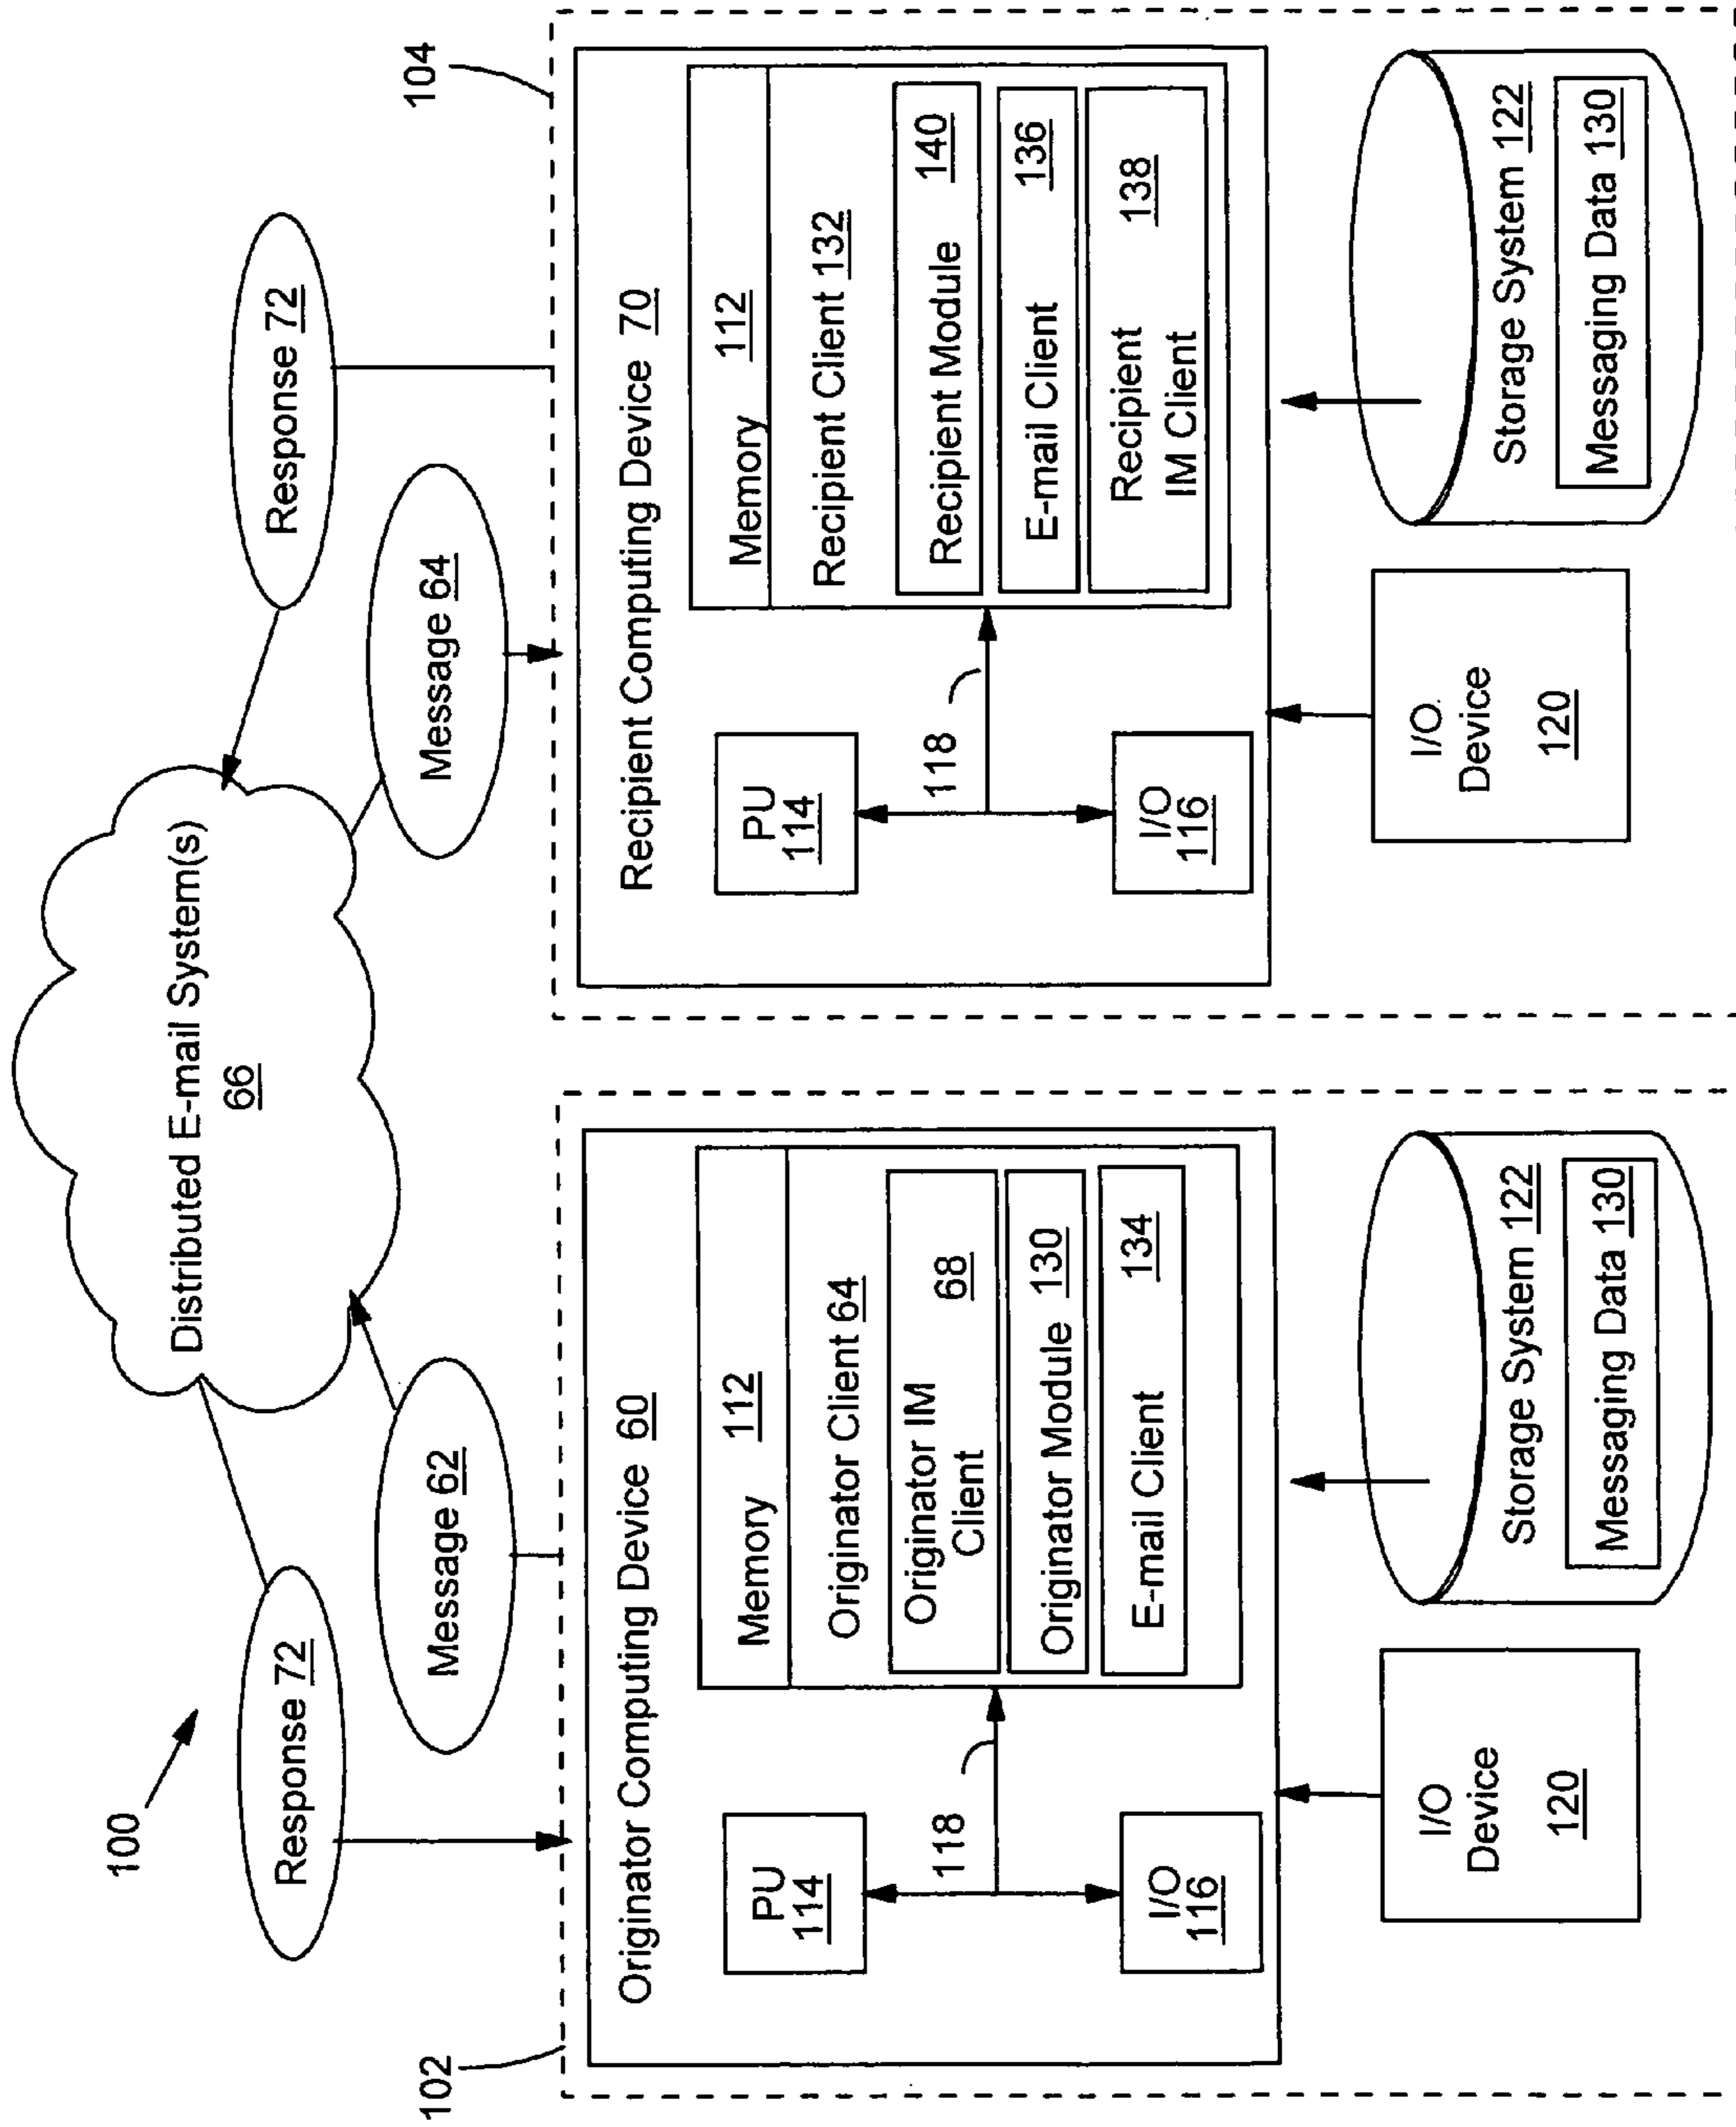 100
Distributed E-mail System(s)
66
Response 72
Message 62
Message 64
Response 72
102
Originator Computing Device 60
PU
114
118
I/O
116
Memory 112
Originator Client 64
Originator IM
Client 68
Originator Module 130
E-mail Client 134
I/O
Device
120
Storage System 122
Messaging Data 130
104
Recipient Computing Device 70
PU
114
118
I/O
116
Memory 112
Recipient Client 132
Recipient Module 140
E-mail Client 136
Recipient 138
IM Client
I/O.
Device
120
Storage System 122
Messaging Data 130